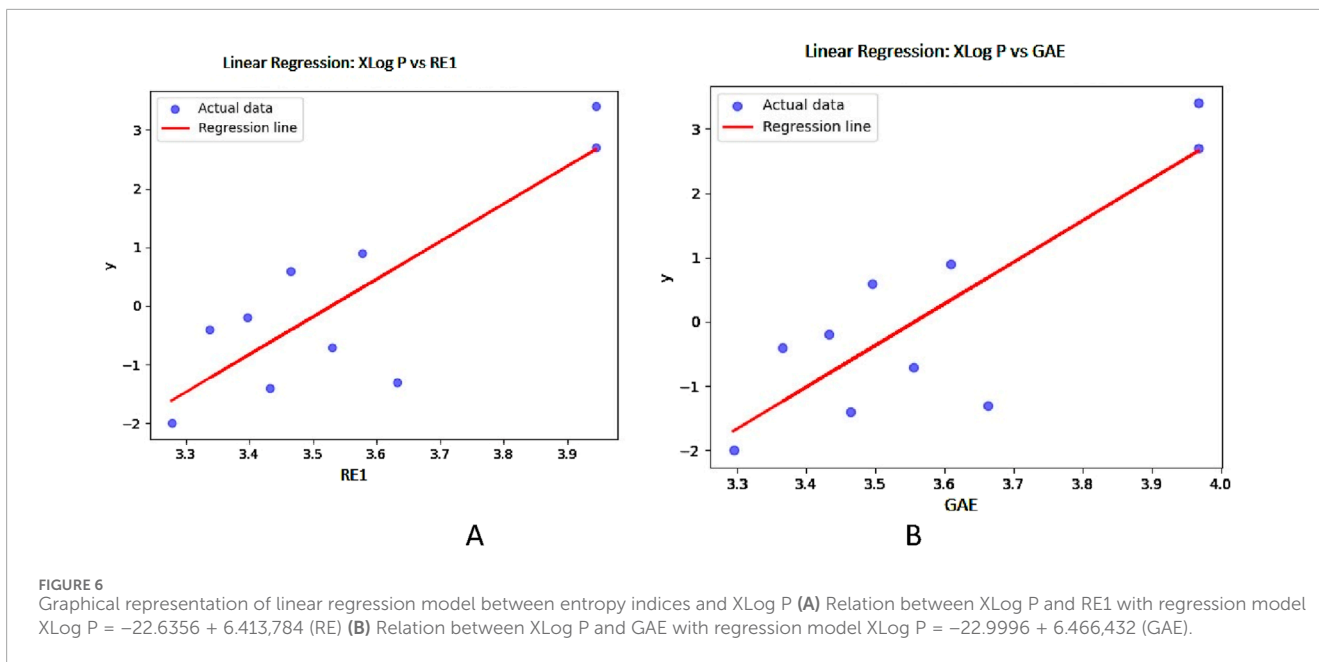 Linear Regression: XLog P vs RE1
Actual data
Regression line
3
2
1
0
−1
−2
y
3.3 3.4 3.5 3.6 3.7 3.8 3.9
RE1
A
Linear Regression: XLog P vs GAE
Actual data
Regression line
3
2
1
0
−1
−2
y
3.3 3.4 3.5 3.6 3.7 3.8 3.9 4.0
GAE
B
FIGURE 6
Graphical representation of linear regression model between entropy indices and XLog P (A) Relation between XLog P and RE1 with regression model
XLog P = −22.6356 + 6.413,784 (RE) (B) Relation between XLog P and GAE with regression model XLog P = −22.9996 + 6.466,432 (GAE).